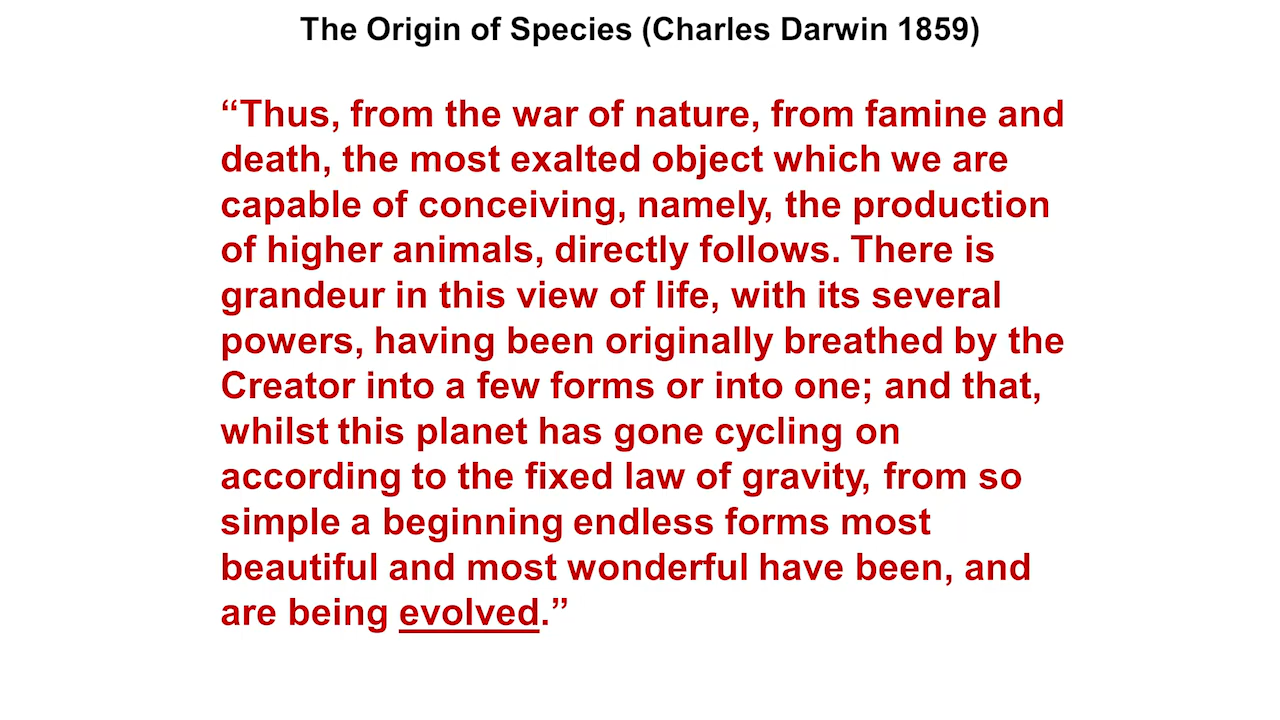 The Origin of Species (Charles Darwin 1859)
“Thus, from the war of nature, from famine and
death, the most exalted object which we are
capable of conceiving, namely, the production
of higher animals, directly follows. There is
grandeur in this view of life, with its several
powers, having been originally breathed by the
Creator into a few forms or into one; and that,
whilst this planet has gone cycling on
according to the fixed law of gravity, from so
simple a beginning endless forms most
beautiful and most wonderful have been, and
are being evolved.”